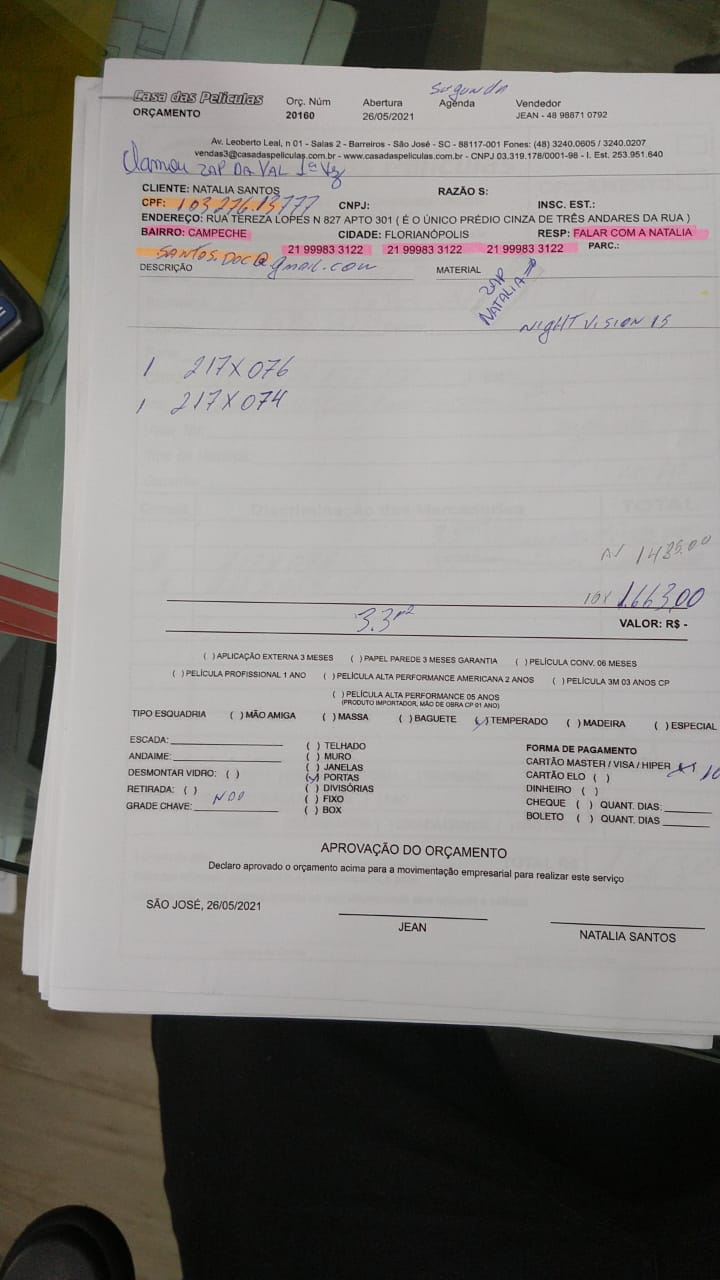 Segunda
Casa das Películas Orç. Núm Abertura Agenda Vendedor
ORÇAMENTO 20160 26/05/2021 JEAN - 48 98871 0792
Av. Leoberto Leal, n 01 - Salas 2 - Barreiros - São José - SC - 88117-001 Fones: (48) 3240.0605 / 3240.0207
vendas3@casadaspeliculas.com.br - www.casadaspeliculas.com.br - CNPJ 03.319.178/0001-98 - I. Est. 253.951.640
ZAP DA VAL 1ª Vez
CLIENTE: NATALIA SANTOS RAZÃO S:
CPF: 103276.13777 CNPJ: INSC. EST.:
ENDEREÇO: RUA TEREZA LOPES N 827 APTO 301 ( É O ÚNICO PRÉDIO CINZA DE TRÊS ANDARES DA RUA )
BAIRRO: CAMPECHE CIDADE: FLORIANÓPOLIS RESP: FALAR COM A NATALIA
SANTOS.DOC@gmail.com 21 99983 3122 21 99983 3122 21 99983 3122 PARC.:
DESCRIÇÃO MATERIAL
ZAP
NATALIA
NIGHT VISION 15
1 217X076
1 217X074
1485.00
10X 1.663,00
3.3m²
VALOR: R$ -
( ) APLICAÇÃO EXTERNA 3 MESES ( ) PAPEL PAREDE 3 MESES GARANTIA ( ) PELÍCULA CONV. 06 MESES
( ) PELÍCULA PROFISSIONAL 1 ANO ( ) PELÍCULA ALTA PERFORMANCE AMERICANA 2 ANOS ( ) PELÍCULA 3M 03 ANOS CP
( ) PELÍCULA ALTA PERFORMANCE 05 ANOS
(PRODUTO IMPORTADOR, MÃO DE OBRA CP 01 ANO)
TIPO ESQUADRIA ( ) MÃO AMIGA ( ) MASSA ( ) BAGUETE (✓) TEMPERADO ( ) MADEIRA ( ) ESPECIAL
ESCADA: ( ) TELHADO FORMA DE PAGAMENTO
ANDAIME: ( ) MURO CARTÃO MASTER / VISA / HIPER 10
DESMONTAR VIDRO: ( ) ( ) JANELAS CARTÃO ELO ( )
RETIRADA: ( ) NÃO (✓) PORTAS DINHEIRO ( )
GRADE CHAVE: ( ) DIVISÓRIAS CHEQUE ( ) QUANT. DIAS:
( ) FIXO BOLETO ( ) QUANT. DIAS
( ) BOX
APROVAÇÃO DO ORÇAMENTO
Declaro aprovado o orçamento acima para a movimentação empresarial para realizar este serviço
SÃO JOSÉ, 26/05/2021
JEAN NATALIA SANTOS